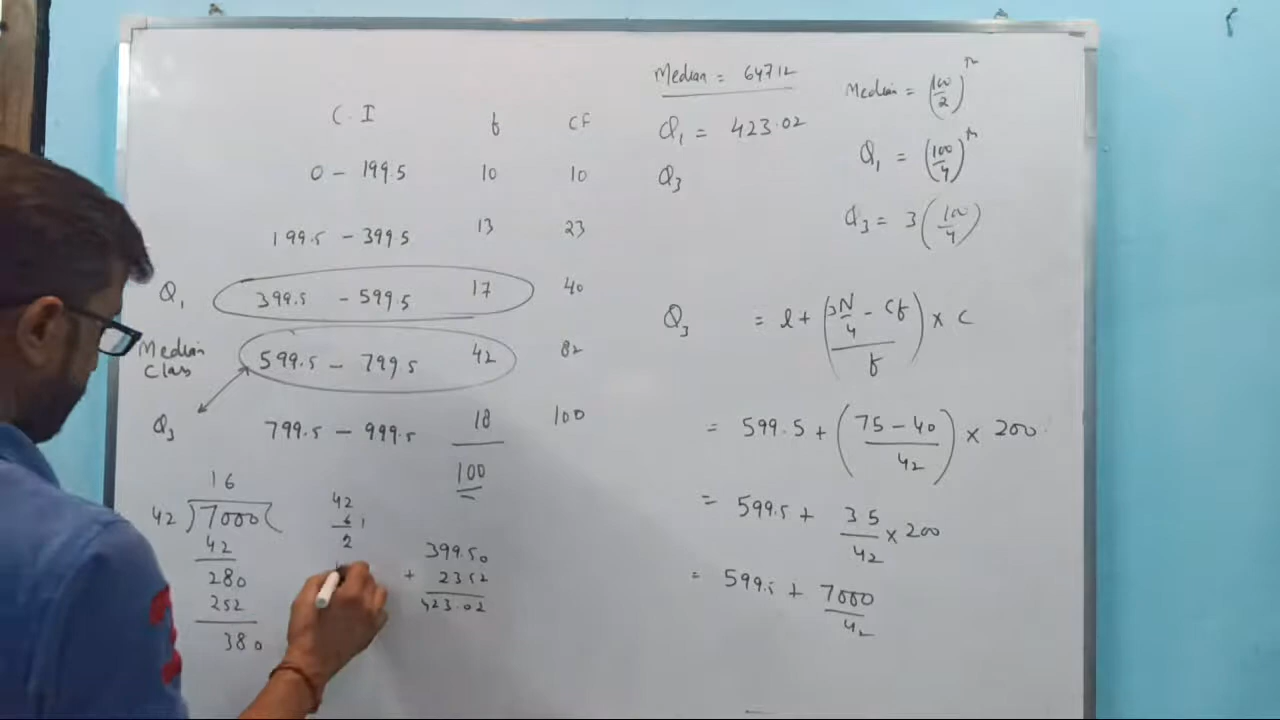 C.I f CF
0 - 199.5 10 10
199.5 - 399.5 13 23
Q₁ 399.5 - 599.5 17 40
Median Class 599.5 - 799.5 42 82
Q₃ 799.5 - 999.5 18 100
100
16
42 ) 7000 (
42
280
252
380
42
6
2
399.50
+ 2352
423.02
Median = 647.12
Q₁ = 423.02
Q₃
Median = (100/2)ᵗʰ
Q₁ = (100/4)ᵗʰ
Q₃ = 3(100/4)
Q₃ = l + ((3N/4 - Cf)/f) × C
= 599.5 + ((75 - 40)/42) × 200
= 599.5 + 35/42 × 200
= 599.5 + 7000/42